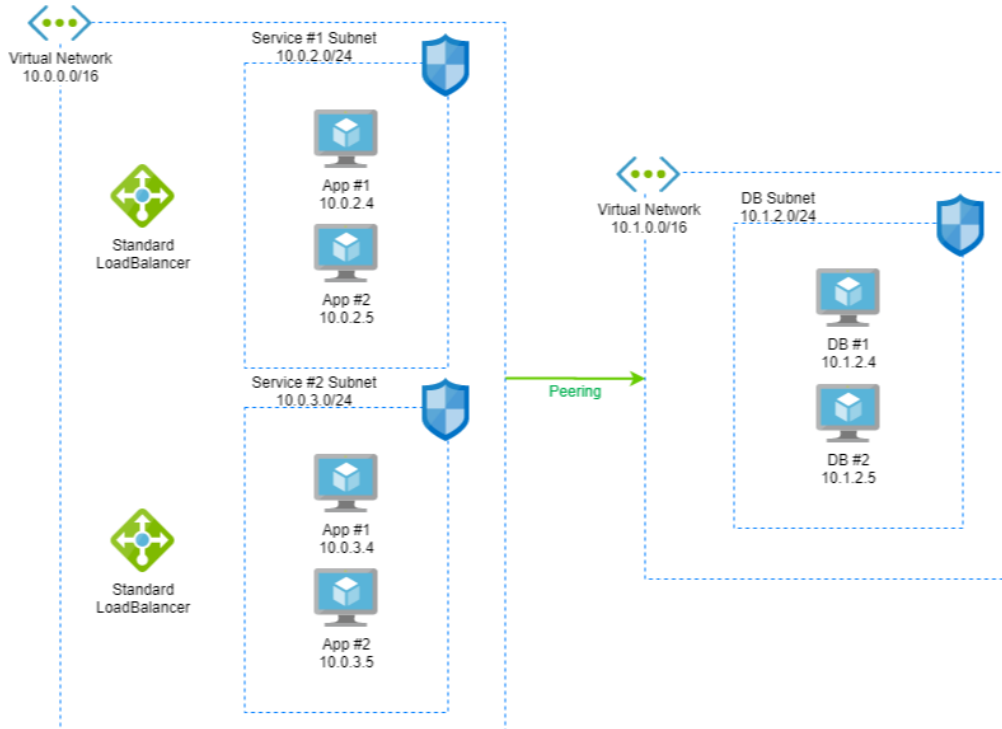 Virtual Network
10.0.0.0/16
Service #1 Subnet
10.0.2.0/24
App #1
10.0.2.4
Standard
LoadBalancer
App #2
10.0.2.5
Service #2 Subnet
10.0.3.0/24
App #1
10.0.3.4
Standard
LoadBalancer
App #2
10.0.3.5
Peering
Virtual Network
10.1.0.0/16
DB Subnet
10.1.2.0/24
DB #1
10.1.2.4
DB #2
10.1.2.5